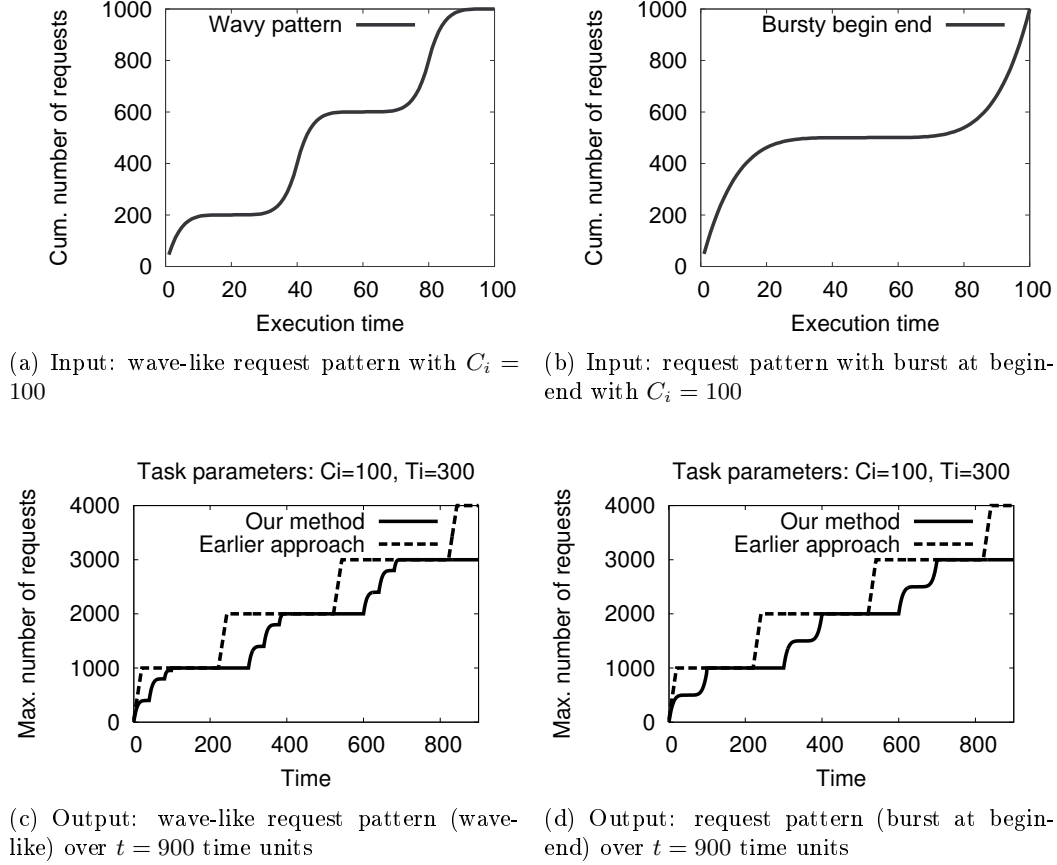 1000
800
600
400
200
0
Cum. number of requests
Wavy pattern
0 20 40 60 80 100
Execution time
(a) Input: wave-like request pattern with C_i =
100
1000
800
600
400
200
0
Cum. number of requests
Bursty begin end
0 20 40 60 80 100
Execution time
(b) Input: request pattern with burst at begin-
end with C_i = 100
Task parameters: Ci=100, Ti=300
4000
3000
2000
1000
0
Max. number of requests
Our method
Earlier approach
0 200 400 600 800
Time
(c) Output: wave-like request pattern (wave-
like) over t = 900 time units
Task parameters: Ci=100, Ti=300
4000
3000
2000
1000
0
Max. number of requests
Our method
Earlier approach
0 200 400 600 800
Time
(d) Output: request pattern (burst at begin-
end) over t = 900 time units